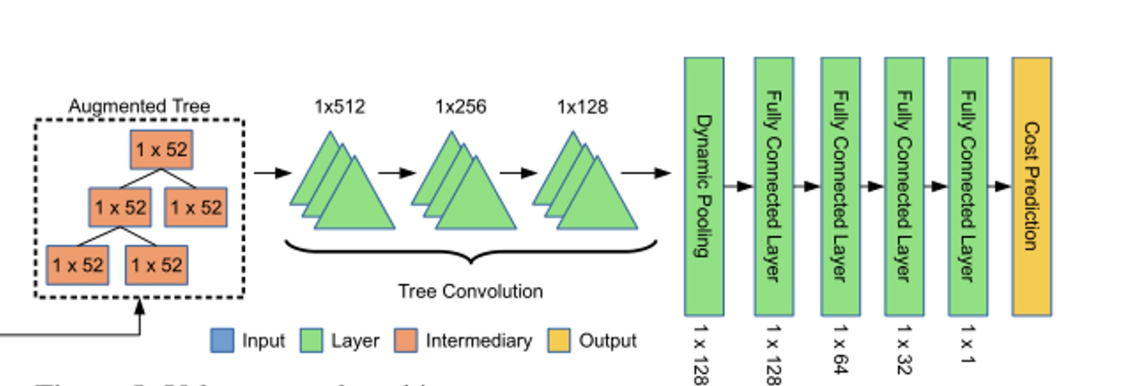 Augmented Tree
1 x 52
1 x 52
1 x 52
1 x 52
1 x 52
1x512
1x256
1x128
Tree Convolution
Dynamic Pooling
Fully Connected Layer
Fully Connected Layer
Fully Connected Layer
Fully Connected Layer
Cost Prediction
1 x 128
1 x 128
1 x 64
1 x 32
1 x 1
Input
Layer
Intermediary
Output